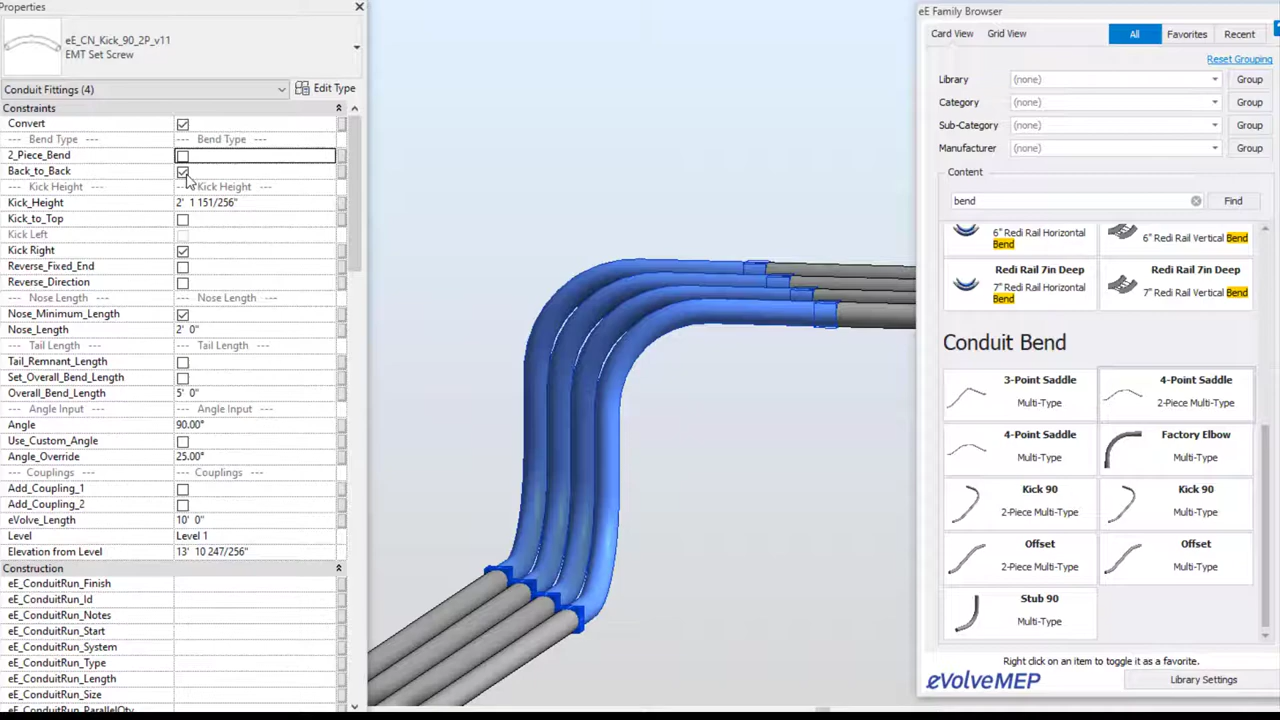 Properties
eE_CN_Kick_90_2P_v11
EMT Set Screw
Conduit Fittings (4)
Edit Type
Constraints
Convert
--- Bend Type --- --- Bend Type ---
2_Piece_Bend
Back_to_Back
--- Kick Height --- --- Kick Height ---
Kick_Height 2' 1 151/256"
Kick_to_Top
Kick Left
Kick Right
Reverse_Fixed_End
Reverse_Direction
--- Nose Length --- --- Nose Length ---
Nose_Minimum_Length
Nose_Length 2' 0"
--- Tail Length --- --- Tail Length ---
Tail_Remnant_Length
Set_Overall_Bend_Length
Overall_Bend_Length 5' 0"
--- Angle Input --- --- Angle Input ---
Angle 90.00°
Use_Custom_Angle
Angle_Override 25.00°
--- Couplings --- --- Couplings ---
Add_Coupling_1
Add_Coupling_2
eVolve_Length 10' 0"
Level Level 1
Elevation from Level 13' 10 247/256"
Construction
eE_ConduitRun_Finish
eE_ConduitRun_Id
eE_ConduitRun_Notes
eE_ConduitRun_Start
eE_ConduitRun_System
eE_ConduitRun_Type
eE_ConduitRun_Length
eE_ConduitRun_Size
eE_ConduitRun_ParallelQty
eE Family Browser
Card View Grid View All Favorites Recent
Reset Grouping
Library (none) Group
Category (none) Group
Sub-Category (none) Group
Manufacturer (none) Group
Content
bend Find
6" Redi Rail Horizontal Bend
6" Redi Rail Vertical Bend
Redi Rail 7in Deep
7" Redi Rail Horizontal Bend
Redi Rail 7in Deep
7" Redi Rail Vertical Bend
Conduit Bend
3-Point Saddle
Multi-Type
4-Point Saddle
2-Piece Multi-Type
4-Point Saddle
Multi-Type
Factory Elbow
Multi-Type
Kick 90
2-Piece Multi-Type
Kick 90
Multi-Type
Offset
2-Piece Multi-Type
Offset
Multi-Type
Stub 90
Multi-Type
Right click on an item to toggle it as a favorite.
eVolveMEP
Library Settings